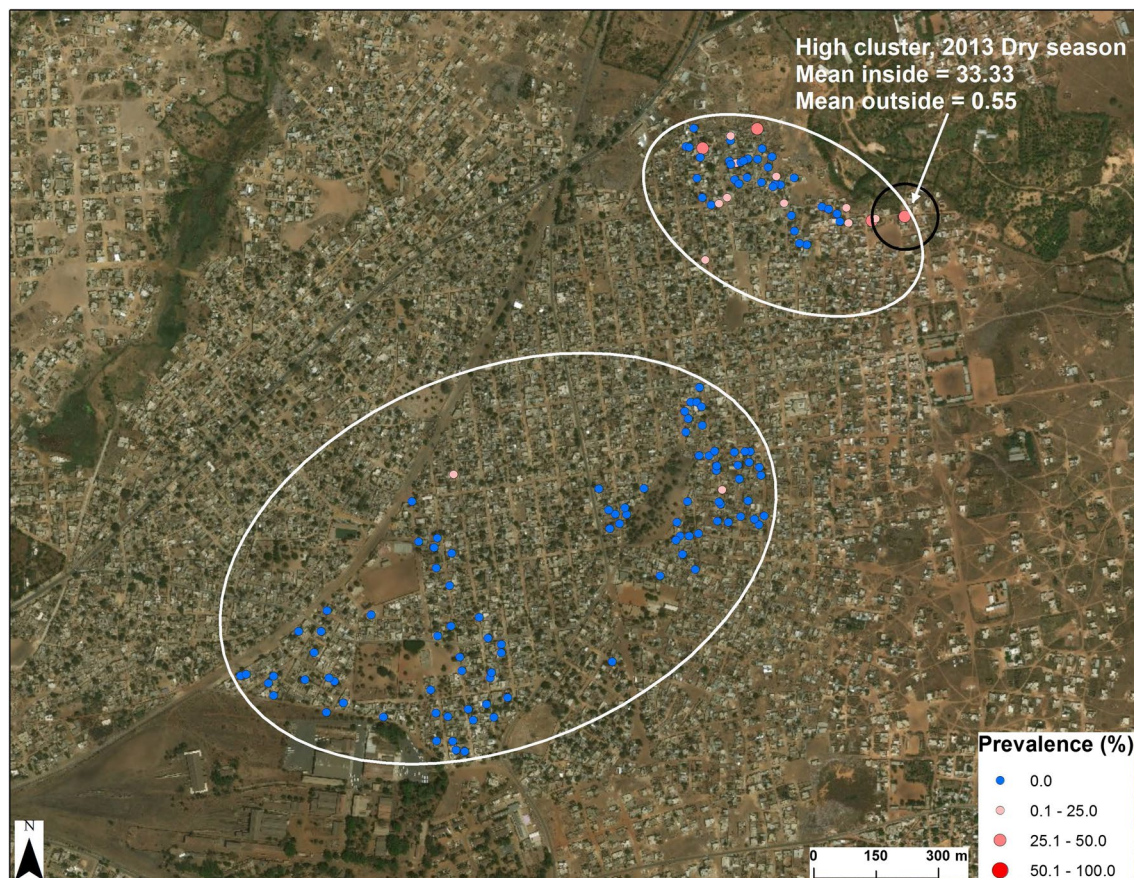 High cluster, 2013 Dry season
Mean inside = 33.33
Mean outside = 0.55
Prevalence (%)
0.0
0.1 - 25.0
25.1 - 50.0
50.1 - 100.0
N
0 150 300 m